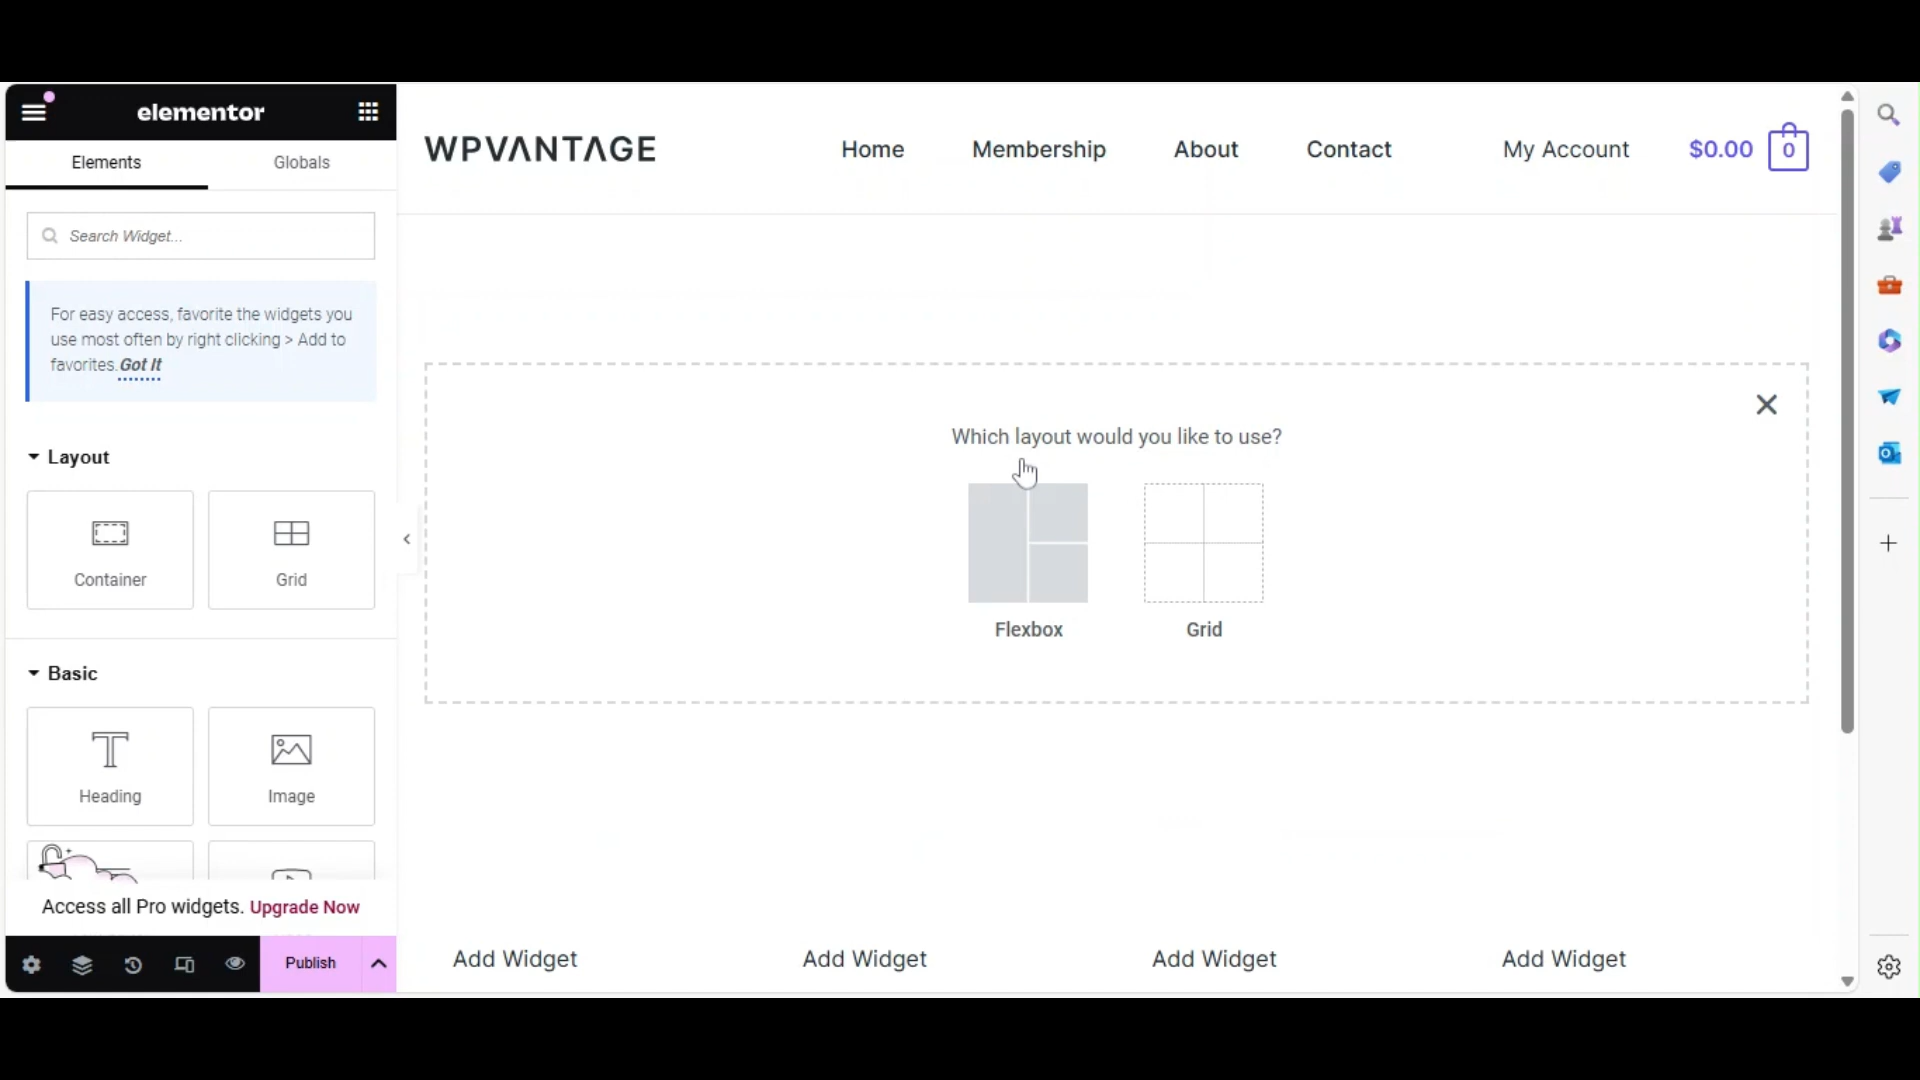 elementor
Elements
Globals
Search Widget...
For easy access, favorite the widgets you
use most often by right clicking > Add to
favorites. Got It
Layout
Container
Grid
Basic
Heading
Image
Access all Pro widgets. Upgrade Now
Publish
WPVANTAGE
Home
Membership
About
Contact
My Account
$0.00
0
Which layout would you like to use?
Flexbox
Grid
Add Widget
Add Widget
Add Widget
Add Widget